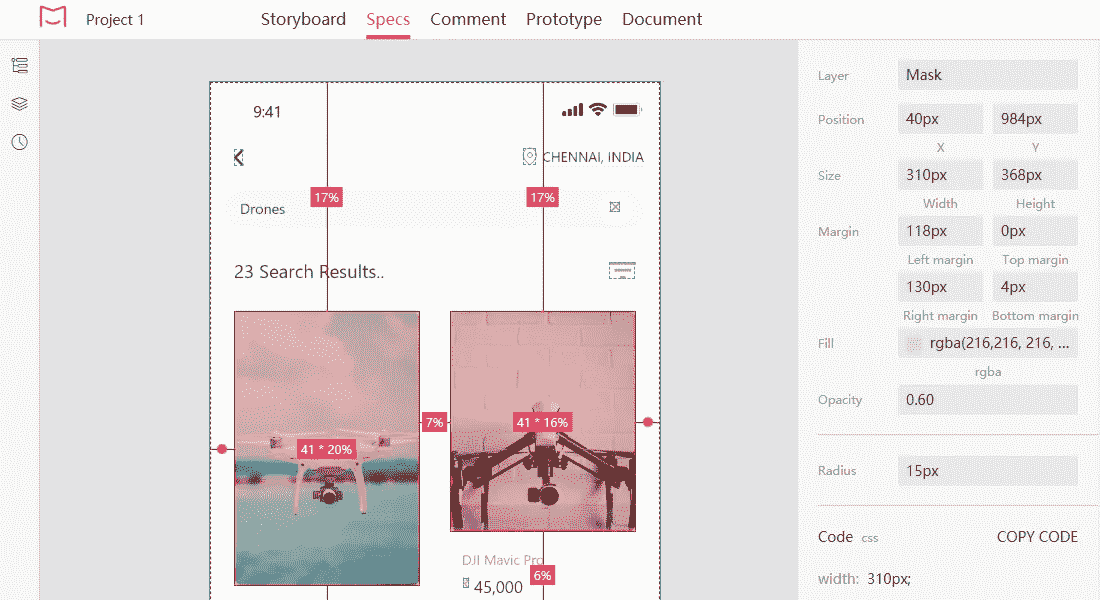 Project 1
Storyboard
Specs
Comment
Prototype
Document
9:41
CHENNAI, INDIA
17%
17%
Drones
23 Search Results..
7%
41 * 16%
41 * 20%
DJI Mavic Pro
6%
45,000
Layer
Mask
Position
40px
984px
X
Y
Size
310px
368px
Width
Height
Margin
118px
0px
Left margin
Top margin
130px
4px
Right margin
Bottom margin
Fill
rgba(216,216, 216, ...
rgba
Opacity
0.60
Radius
15px
Code css
COPY CODE
width: 310px;